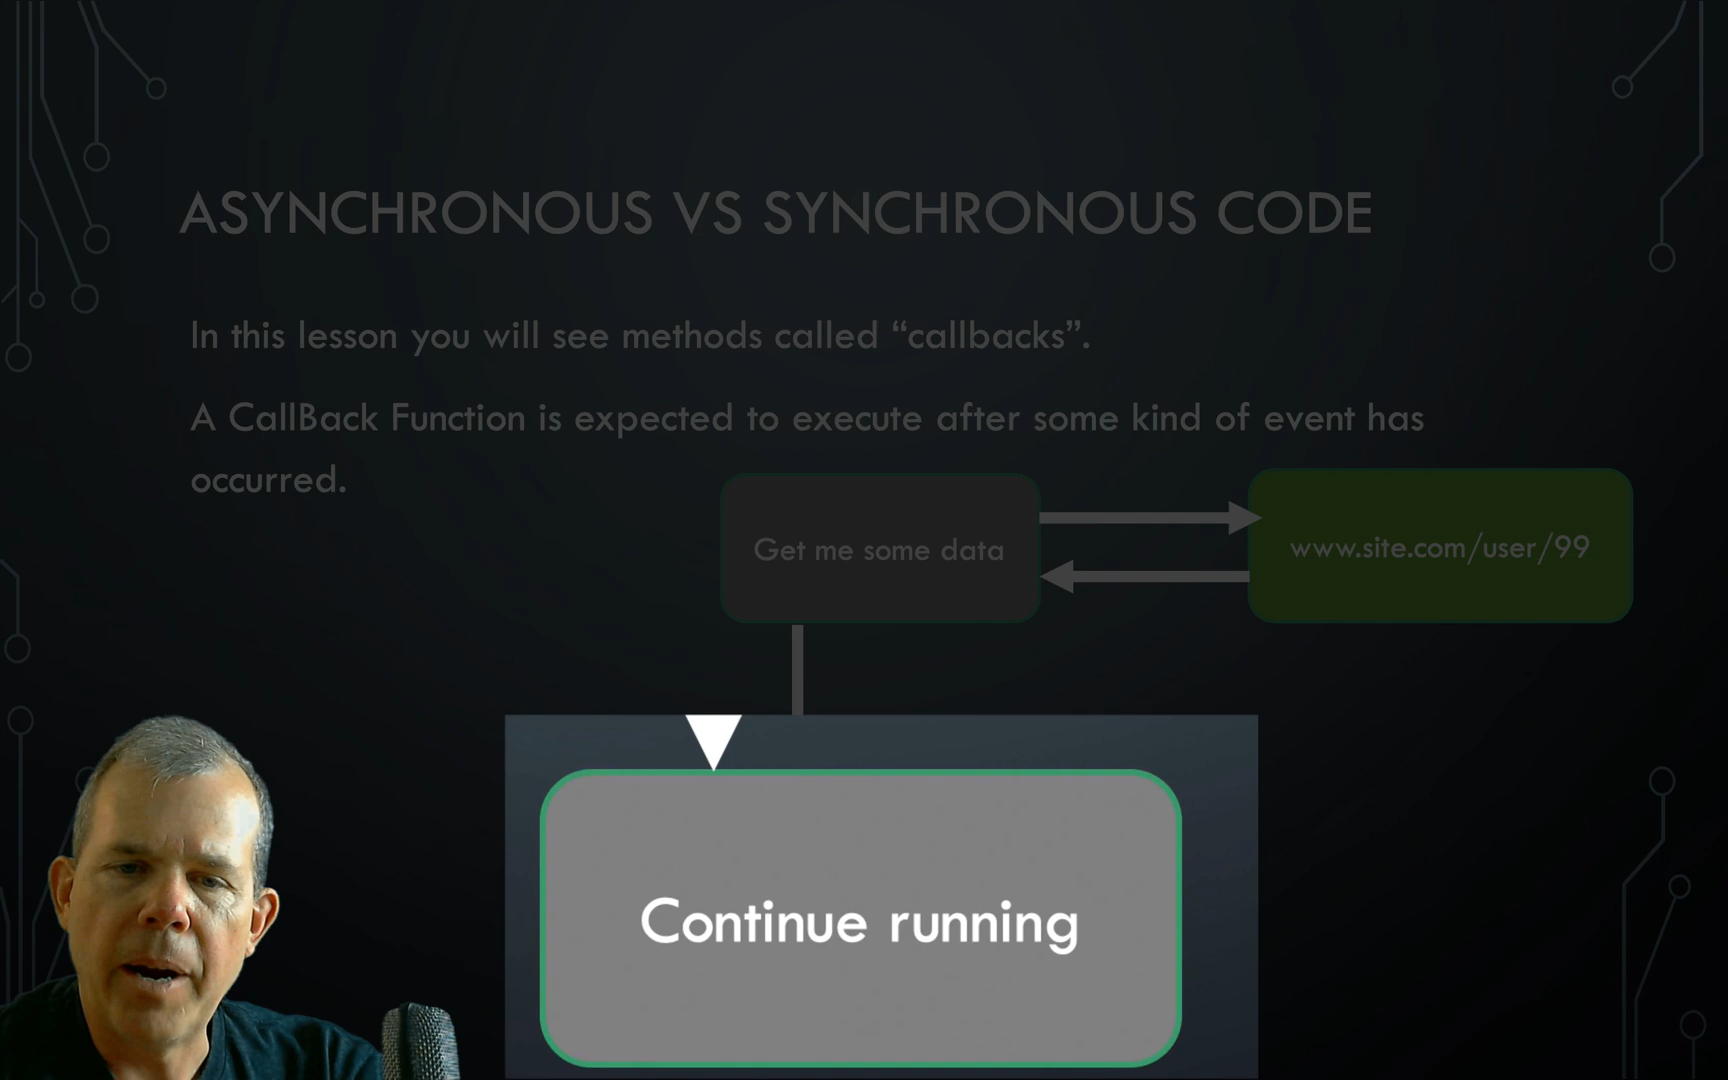 ASYNCHRONOUS VS SYNCHRONOUS CODE
In this lesson you will see methods called “callbacks”.
A CallBack Function is expected to execute after some kind of event has
occurred.
Get me some data
www.site.com/user/99
Continue running